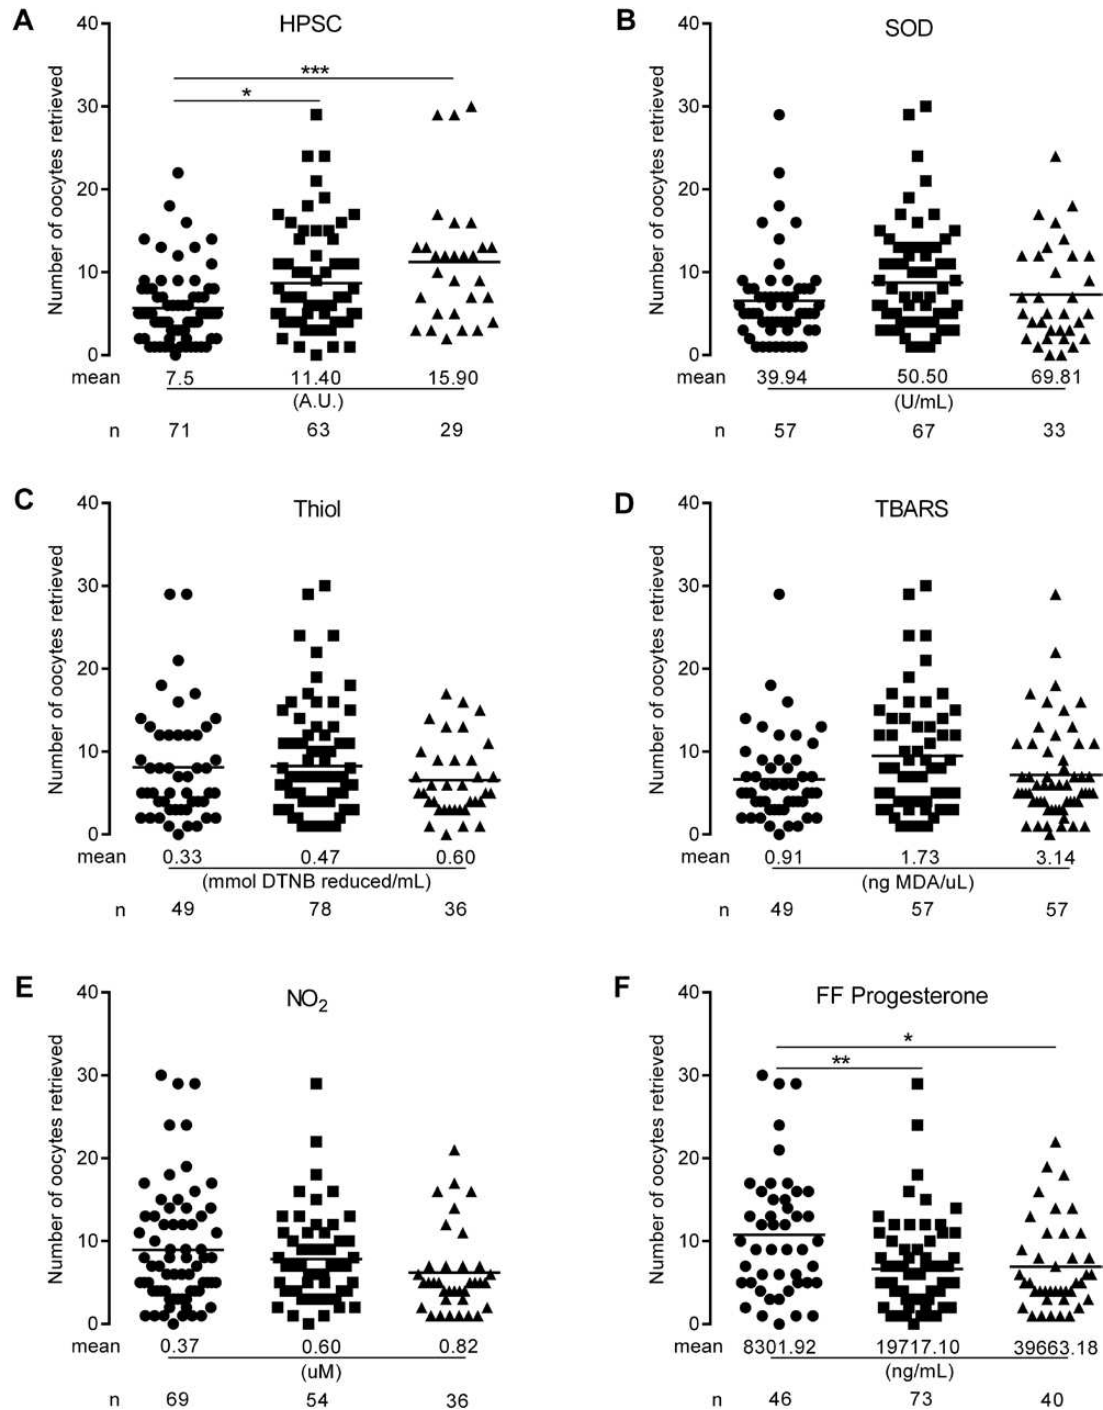 A
HPSC
Number of oocytes retrieved
40
30
20
10
0
***
*
mean 7.5 11.40 15.90
(A.U.)
n 71 63 29
B
SOD
Number of oocytes retrieved
40
30
20
10
0
mean 39.94 50.50 69.81
(U/mL)
n 57 67 33
C
Thiol
Number of oocytes retrieved
40
30
20
10
0
mean 0.33 0.47 0.60
(mmol DTNB reduced/mL)
n 49 78 36
D
TBARS
Number of oocytes retrieved
40
30
20
10
0
mean 0.91 1.73 3.14
(ng MDA/uL)
n 49 57 57
E
NO₂
Number of oocytes retrieved
40
30
20
10
0
mean 0.37 0.60 0.82
(uM)
n 69 54 36
F
FF Progesterone
Number of oocytes retrieved
40
30
20
10
0
*
**
mean 8301.92 19717.10 39663.18
(ng/mL)
n 46 73 40